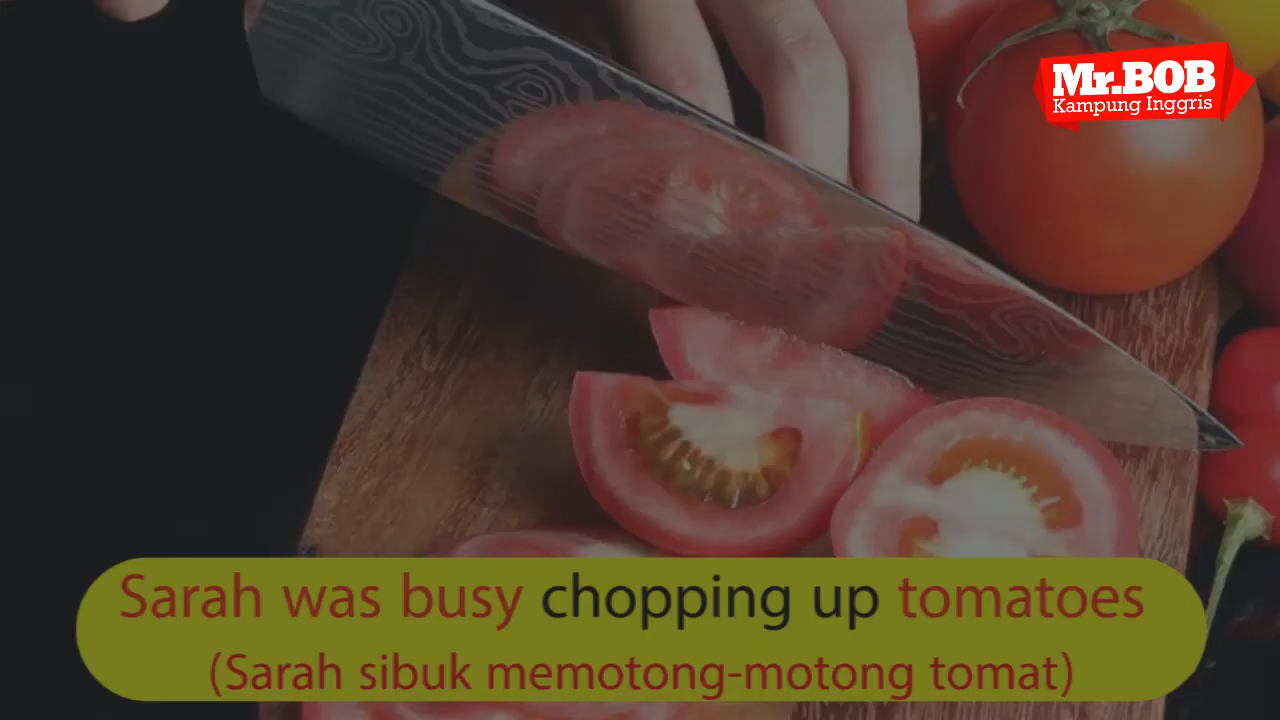 Mr.BOB
Kampung Inggris
Sarah was busy chopping up tomatoes
(Sarah sibuk memotong-motong tomat)